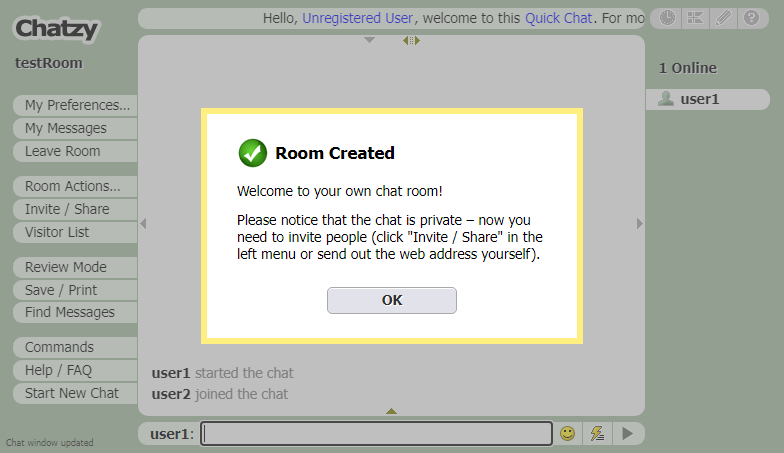 Chatzy
Hello, Unregistered User, welcome to this Quick Chat. For mo
testRoom
1 Online
user1
My Preferences...
My Messages
Leave Room
Room Actions...
Invite / Share
Visitor List
Review Mode
Save / Print
Find Messages
Commands
Help / FAQ
Start New Chat
Chat window updated
Room Created
Welcome to your own chat room!
Please notice that the chat is private – now you
need to invite people (click "Invite / Share" in the
left menu or send out the web address yourself).
OK
user1 started the chat
user2 joined the chat
user1: